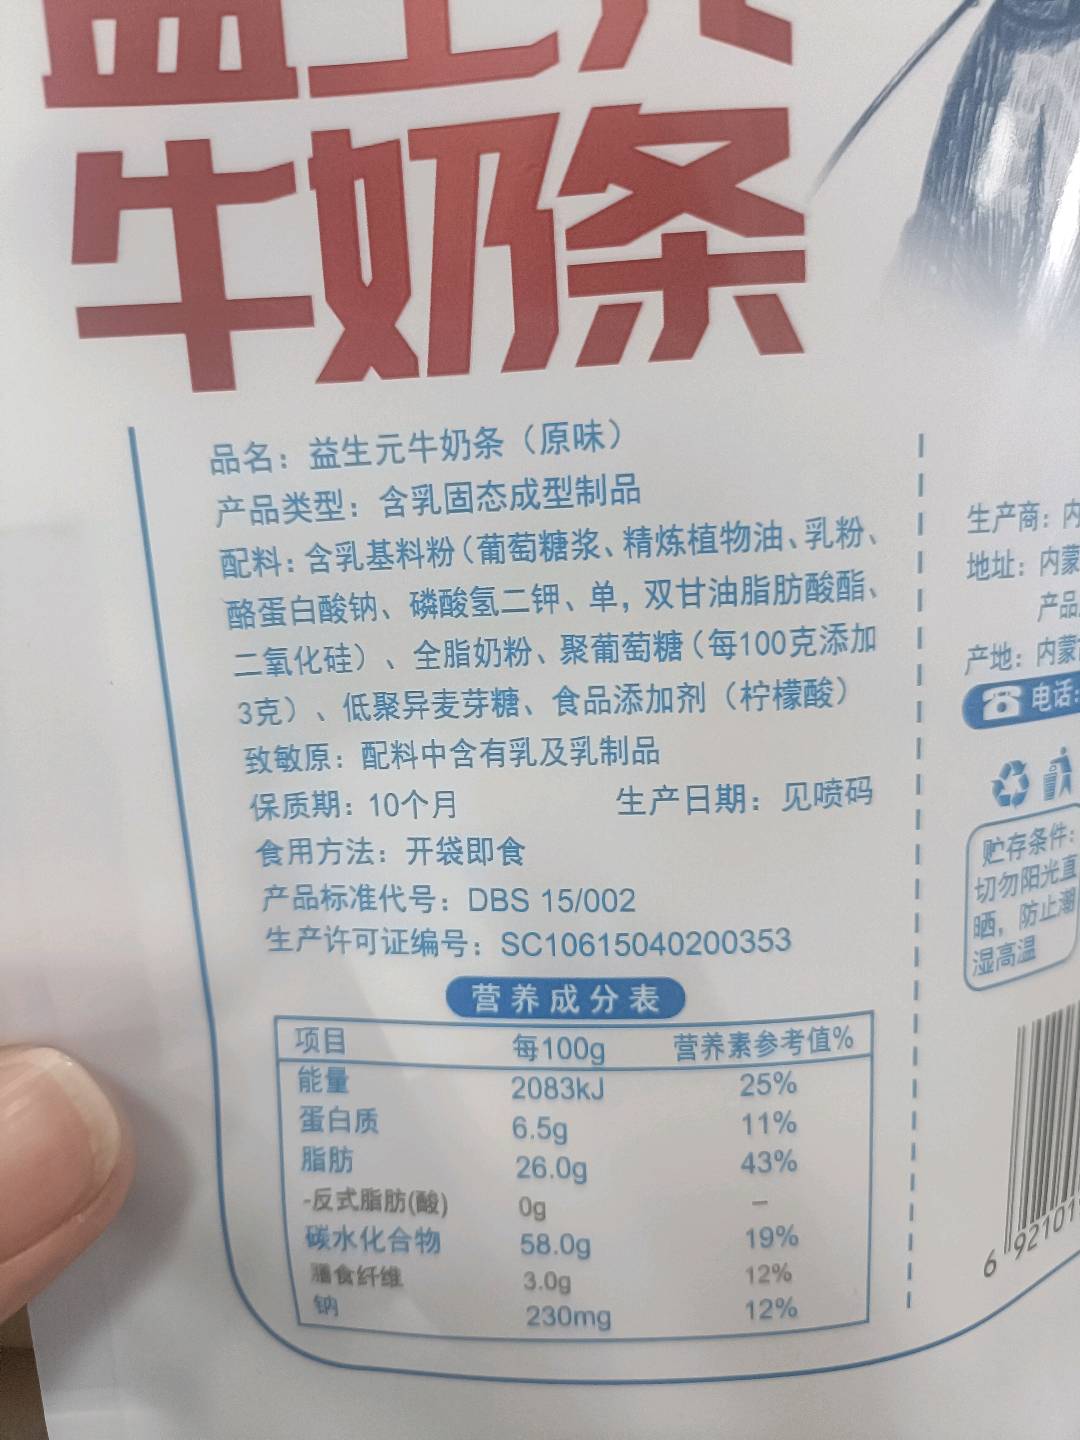 益生元
牛奶条
品名：益生元牛奶条（原味）
产品类型：含乳固态成型制品
配料：含乳基料粉（葡萄糖浆、精炼植物油、乳粉、
酪蛋白酸钠、磷酸氢二钾、单，双甘油脂肪酸酯、
二氧化硅）、全脂奶粉、聚葡萄糖（每100克添加
3克）、低聚异麦芽糖、食品添加剂（柠檬酸）
致敏原：配料中含有乳及乳制品
保质期：10个月 生产日期：见喷码
食用方法：开袋即食
产品标准代号：DBS 15/002
生产许可证编号：SC10615040200353
营养成分表
项目 每100g 营养素参考值%
能量 2083kJ 25%
蛋白质 6.5g 11%
脂肪 26.0g 43%
-反式脂肪(酸) 0g –
碳水化合物 58.0g 19%
膳食纤维 3.0g 12%
钠 230mg 12%
生产商：内
地址：内蒙
产品
产地：内蒙
电话：
贮存条件：
切勿阳光直
晒，防止潮
湿高温
6 92101